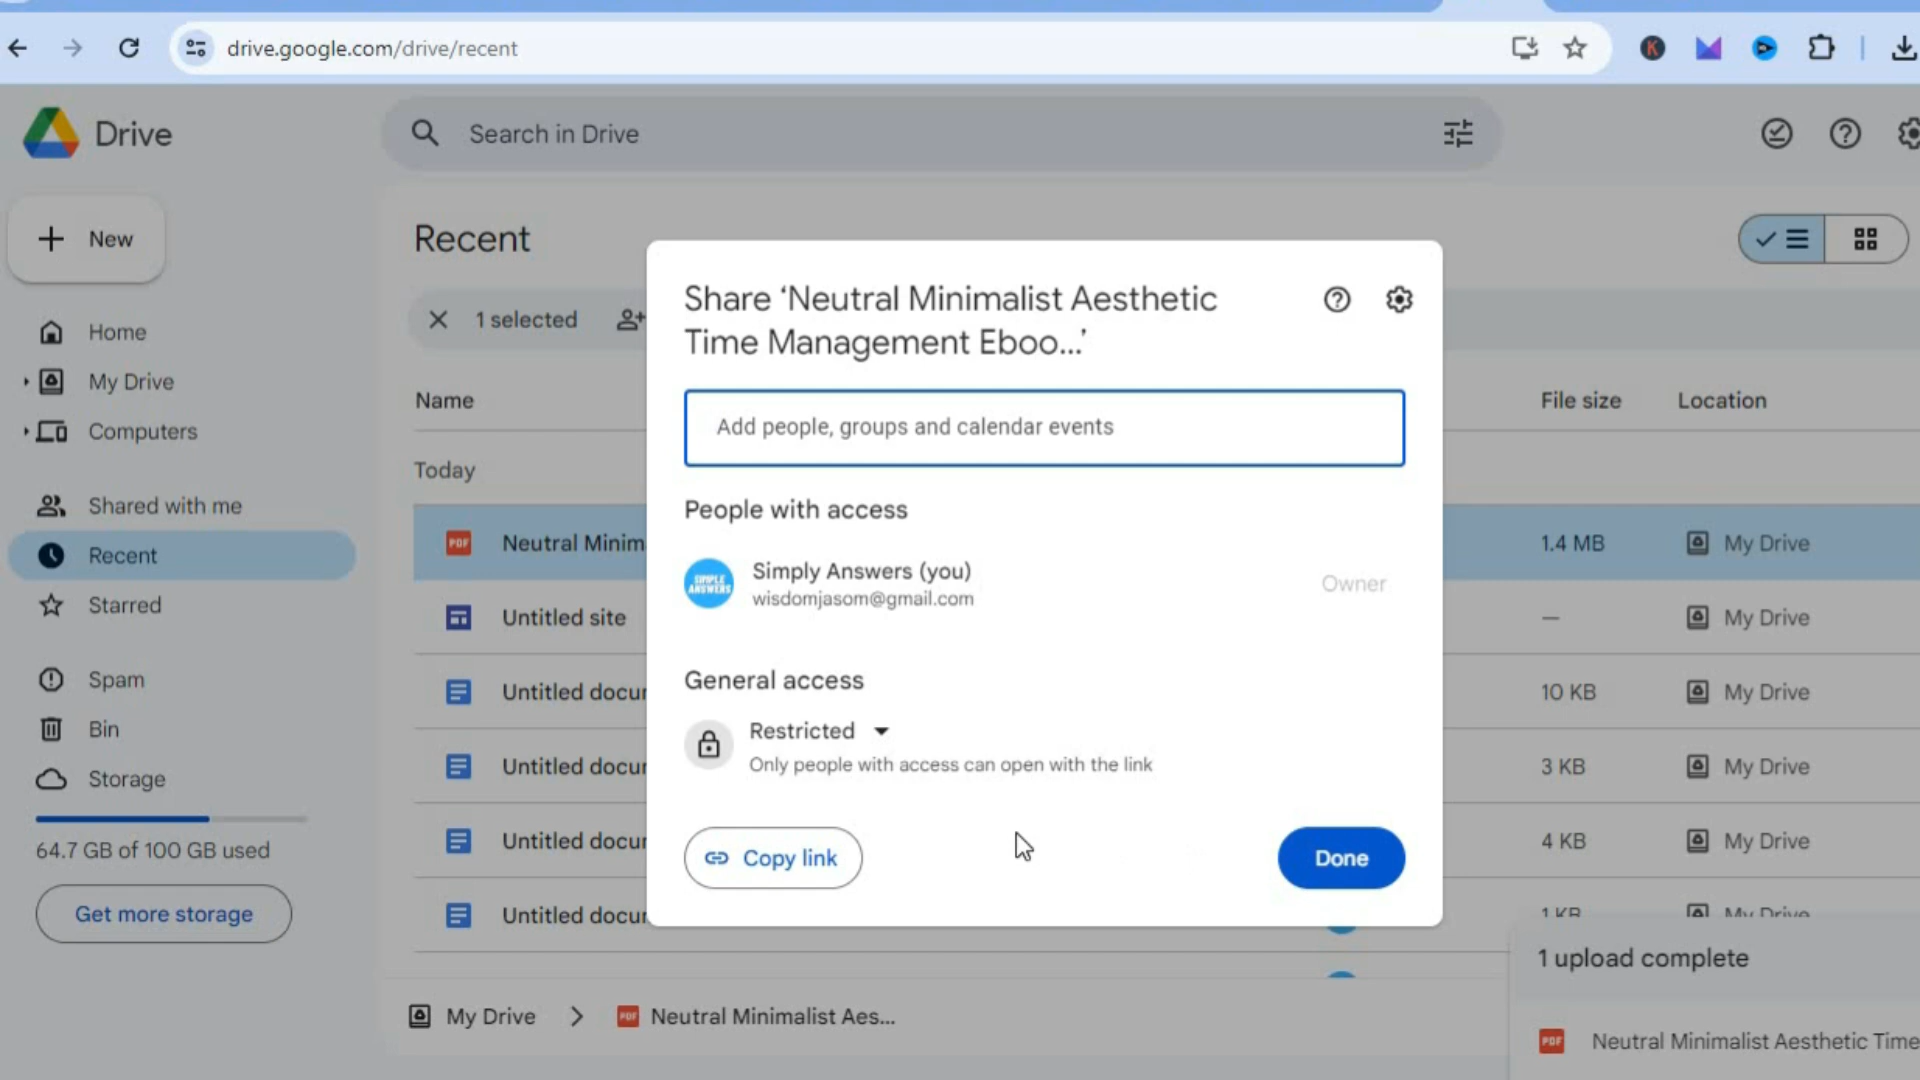 drive.google.com/drive/recent
Drive
Search in Drive
New
Recent
1 selected
Home
My Drive
Computers
Shared with me
Recent
Starred
Spam
Bin
Storage
64.7 GB of 100 GB used
Get more storage
Name
File size
Location
Today
PDF
Neutral Minim
1.4 MB
My Drive
Untitled site
—
My Drive
Untitled docu
10 KB
My Drive
Untitled docu
3 KB
My Drive
Untitled docu
4 KB
My Drive
Untitled docu
1 KB
My Drive
Share ‘Neutral Minimalist Aesthetic
Time Management Eboo...’
Add people, groups and calendar events
People with access
SIMPLE
ANSWERS
Simply Answers (you)
wisdomjasom@gmail.com
Owner
General access
Restricted
Only people with access can open with the link
Copy link
Done
My Drive
PDF
Neutral Minimalist Aes...
1 upload complete
PDF
Neutral Minimalist Aesthetic Time